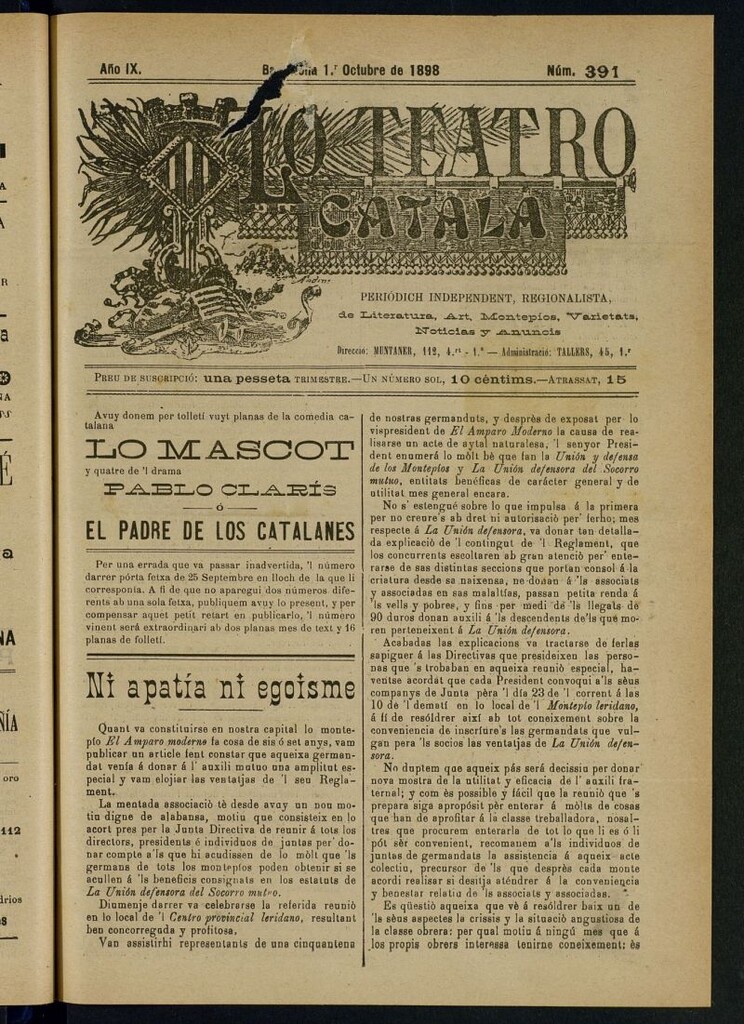 Año IX.
1.r Octubre de 1898
Núm. 391
LO TEATRO
CATALÁ
PERIÓDICH INDEPENDENT, REGIONALISTA,
de Literatura, Art, Montepios, Varietats,
Noticias y Anuncis
Direcció: MUNTANER, 112, 4.rt - 1.ª — Administració: TALLERS, 45, 1.r
PREU DE SUSCRIPCIÓ: una pesseta TRIMESTRE.—UN NÚMERO SOL, 10 cèntims.—ATRASSAT, 15
Avuy donem per folletí vuyt planas de la comedia ca-
talana
LO MASCOT
y quatre de 'l drama
PABLO CLARÍS
—ó—
EL PADRE DE LOS CATALANES
Per una errada que va passar inadvertida, 'l número
darrer pórta fetxa de 25 Septembre en lloch de la que li
corresponía. A fi de que no aparegui dos números dife-
rents ab una sola fetxa, publiquem avuy lo present, y per
compensar aquet petit retart en publicarlo, 'l número
vinent será extraordinari ab dos planas mes de text y 16
planas de folletí.
Ni apatía ni egoisme
Quant va constituirse en nostra capital lo monte-
pío El Amparo moderno fa cosa de sis ó set anys, vam
publicar un article fent constar que aqueixa german-
dat venía á donar á l' auxili mutuo una amplitut es-
pecial y vam elojiar las ventatjas de 'l seu Regla-
ment.
La mentada associació tè desde avuy un nou mo-
tiu digne de alabansa, motiu que consisteix en lo
acort pres per la Junta Directiva de reunir á tots los
directors, presidents é individuos de juntas per' do-
nar compte a'ls que hi acudissen de lo mòlt que 'ls
germans de tots los montepíos poden obtenir si se
acullen á 'ls beneficis consignats en los estatuts de
La Unión defensora del Socorro mutuo.
Diumenje darrer va celebrarse la referida reunió
en lo local de 'l Centro provincial leridano, resultant
ben concorreguda y profitosa.
Van assistirhi representants de una cinquantena
de nostras germanduts, y desprès de exposat per lo
vispresident de El Amparo Moderno la causa de rea-
lisarse un acte de aytal naturalesa, 'l senyor Presi-
dent enumerá lo mòlt bè que fan la Unión y defensa
de los Montepíos y La Unión defensora del Socorro
mutuo, entitats benéficas de carácter general y de
utilitat mes general encara.
No s' estengué sobre lo que impulsa á la primera
per no creure's ab dret ni autorisació per' ferho; mes
respecte á La Unión defensora, va donar tan detalla-
da explicació de 'l contingut de 'l Reglament, que
los concurrents escoltaren ab gran atenció per' ente-
rarse de sas distintas seccions que portan consol á la
criatura desde sa naixensa, ne donan á 'ls associats
y associadas en sas malaltías, passan petita renda á
'ls vells y pobres, y fins per medi de 'ls llegats de
90 duros donan auxili á 'ls descendents de'ls qué mo-
ren perteneixent á La Unión defensora.
Acabadas las explicacions va tractarse de ferlas
sapiguer á las Directivas que presideixen las perso-
nas que 's trobaban en aqueixa reunió especial, ha-
ventse acordat que cada President convoqui a'ls sèus
companys de Junta pèra 'l día 23 de 'l corrent á las
10 de 'l dematí en lo local de 'l Montepío leridano,
á fí de resóldrer així ab tot coneixement sobre la
conveniencia de inscriure's las germandats que vul-
gan pera 'ls socios las ventatjas de La Unión defen-
sora.
No duptem que aqueix pás será decissiu per donar
nova mostra de la utilitat y eficacia de l' auxili fra-
ternal; y com ès possible y fácil que la reunió que 's
prepara siga apropósit pèr enterar á mòlts de cosas
que han de aprofitar á la classe treballadora, nosal-
tres que procurem enterarla de tot lo que li es ó li
pót sèr convenient, recomanem a'ls individuos de
juntas de germandats la assistencia á aqueix acte
colectiu, precursor de 'ls que desprès cada monte
acordi realisar si desitja aténdrer á la conveniencia
y benestar relatiu de 'ls associats y associadas.
Es qüestió aqueixa que vè á resóldrer baix un de
'ls sèus aspectes la crissis y la situació angustiosa de
la classe obrera: per qual motiu á ningú mes que á
los propis obrers interessa tenirne coneixement: ès